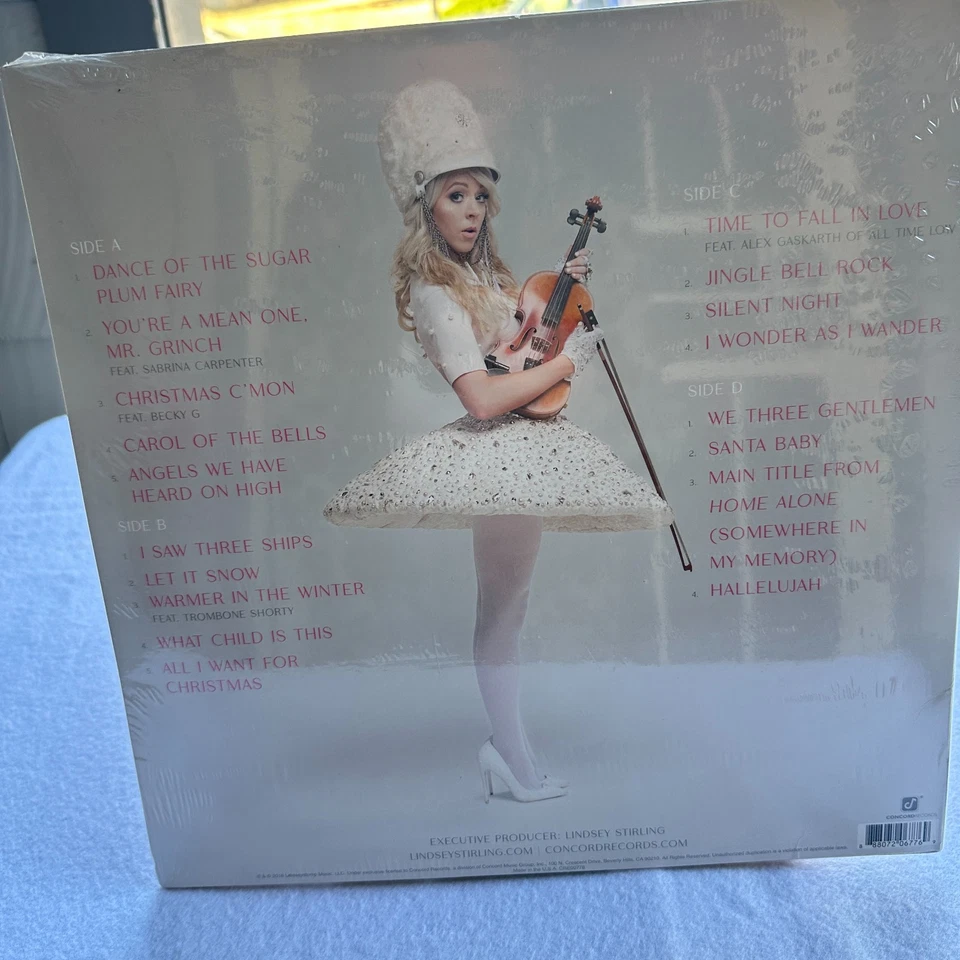 SIDE A
1. DANCE OF THE SUGAR
PLUM FAIRY
2. YOU'RE A MEAN ONE,
MR. GRINCH
FEAT. SABRINA CARPENTER
3. CHRISTMAS C'MON
FEAT. BECKY G
4. CAROL OF THE BELLS
5. ANGELS WE HAVE
HEARD ON HIGH
SIDE B
1. I SAW THREE SHIPS
2. LET IT SNOW
3. WARMER IN THE WINTER
FEAT. TROMBONE SHORTY
4. WHAT CHILD IS THIS
5. ALL I WANT FOR
CHRISTMAS
SIDE C
1. TIME TO FALL IN LOVE
FEAT. ALEX GASKARTH OF ALL TIME LOW
2. JINGLE BELL ROCK
3. SILENT NIGHT
4. I WONDER AS I WANDER
SIDE D
1. WE THREE GENTLEMEN
2. SANTA BABY
3. MAIN TITLE FROM
HOME ALONE
(SOMEWHERE IN
MY MEMORY)
4. HALLELUJAH
EXECUTIVE PRODUCER: LINDSEY STIRLING
LINDSEYSTIRLING.COM | CONCORDRECORDS.COM
CONCORD RECORDS
8 88072 06776 9